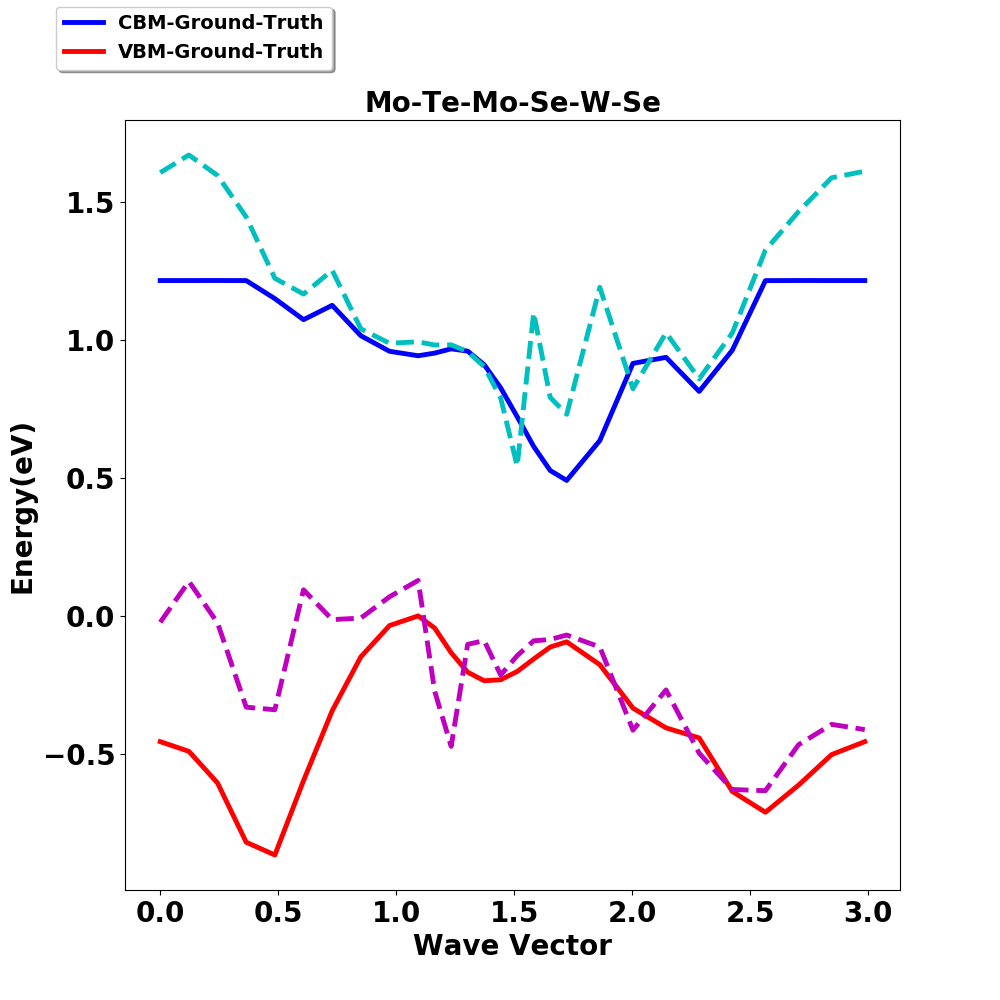 CBM-Ground-Truth
VBM-Ground-Truth
Mo-Te-Mo-Se-W-Se
Energy(eV)
1.5
1.0
0.5
0.0
−0.5
0.0 0.5 1.0 1.5 2.0 2.5 3.0
Wave Vector